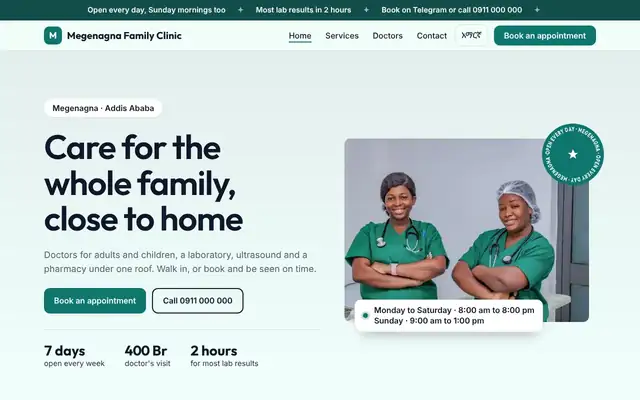 Open every day, Sunday mornings too + Most lab results in 2 hours + Book on Telegram or call 0911 000 000 +
M Megenagna Family Clinic Home Services Doctors Contact አማርኛ Book an appointment
Megenagna · Addis Ababa
Care for the
whole family,
close to home
Doctors for adults and children, a laboratory, ultrasound and a
pharmacy under one roof. Walk in, or book and be seen on time.
Book an appointment Call 0911 000 000
7 days 400 Br 2 hours
open every week doctor's visit for most lab results
OPEN EVERY DAY · MEGENAGNA · OPEN EVERY DAY · MEGENAGNA ·
Monday to Saturday · 8:00 am to 8:00 pm
Sunday · 9:00 am to 1:00 pm